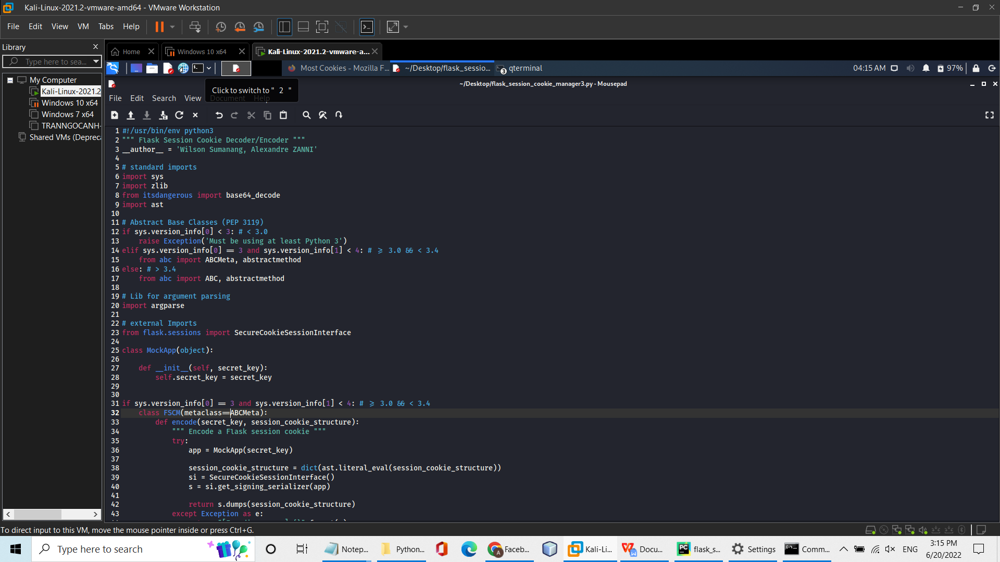 Kali-Linux-2021.2-vmware-amd64 - VMware Workstation
File Edit View VM Tabs Help
Library
Type here to sea...
Home
Windows 10 x64
Kali-Linux-2021.2-vmware-a...
My Computer
Kali-Linux-2021.2
Windows 10 x64
Windows 7 x64
TRANNGOCANH-
Shared VMs (Depreca
Most Cookies - Mozilla F...
~/Desktop/flask_sessio...
3 qterminal
04:15 AM
97%
~/Desktop/flask_session_cookie_manager3.py - Mousepad
Click to switch to " 2 "
File Edit Search View Document Help
1 #!/usr/bin/env python3
2 """ Flask Session Cookie Decoder/Encoder """
3 __author__ = 'Wilson Sumanang, Alexandre ZANNI'
4
5 # standard imports
6 import sys
7 import zlib
8 from itsdangerous import base64_decode
9 import ast
10
11 # Abstract Base Classes (PEP 3119)
12 if sys.version_info[0] < 3: # < 3.0
13     raise Exception('Must be using at least Python 3')
14 elif sys.version_info[0] == 3 and sys.version_info[1] < 4: # >= 3.0 && < 3.4
15     from abc import ABCMeta, abstractmethod
16 else: # > 3.4
17     from abc import ABC, abstractmethod
18
19 # Lib for argument parsing
20 import argparse
21
22 # external Imports
23 from flask.sessions import SecureCookieSessionInterface
24
25 class MockApp(object):
26
27     def __init__(self, secret_key):
28         self.secret_key = secret_key
29
30
31 if sys.version_info[0] == 3 and sys.version_info[1] < 4: # >= 3.0 && < 3.4
32     class FSCM(metaclass==ABCMeta):
33         def encode(secret_key, session_cookie_structure):
34             """ Encode a Flask session cookie """
35             try:
36                 app = MockApp(secret_key)
37
38                 session_cookie_structure = dict(ast.literal_eval(session_cookie_structure))
39                 si = SecureCookieSessionInterface()
40                 s = si.get_signing_serializer(app)
41
42                 return s.dumps(session_cookie_structure)
43             except Exception as e:
To direct input to this VM, move the mouse pointer inside or press Ctrl+G.
Type here to search
Notep...
Python...
Faceb...
Kali-Li...
Docu...
flask_s...
Settings
Comm...
ENG
3:15 PM
6/20/2022